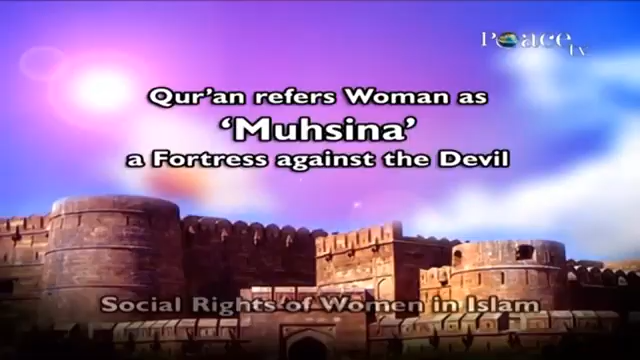 Peace TV
Qur'an refers Woman as
'Muhsina'
a Fortress against the Devil
Social Rights of Women in Islam